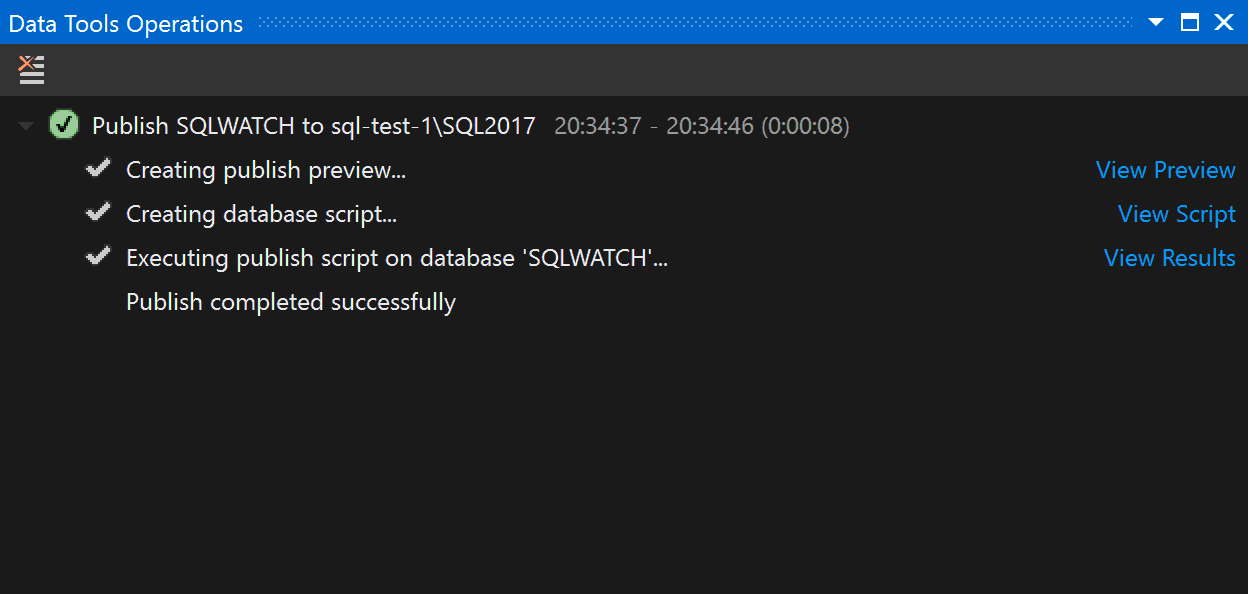 Data Tools Operations
Publish SQLWATCH to sql-test-1\SQL2017 20:34:37 - 20:34:46 (0:00:08)
Creating publish preview... View Preview
Creating database script... View Script
Executing publish script on database 'SQLWATCH'... View Results
Publish completed successfully